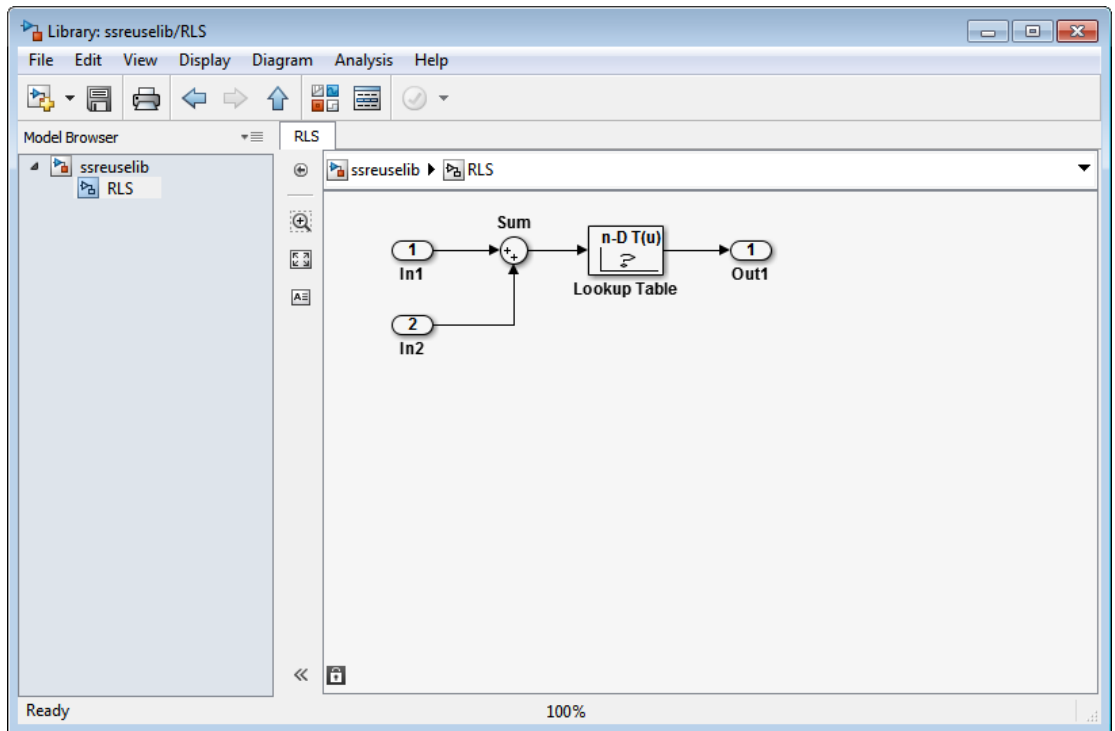 Library: ssreuselib/RLS
File Edit View Display Diagram Analysis Help
Model Browser
RLS
ssreuselib
RLS
ssreuselib RLS
Sum
1
In1
+
+
n-D T(u)
?
Lookup Table
1
Out1
2
In2
A
Ready
100%